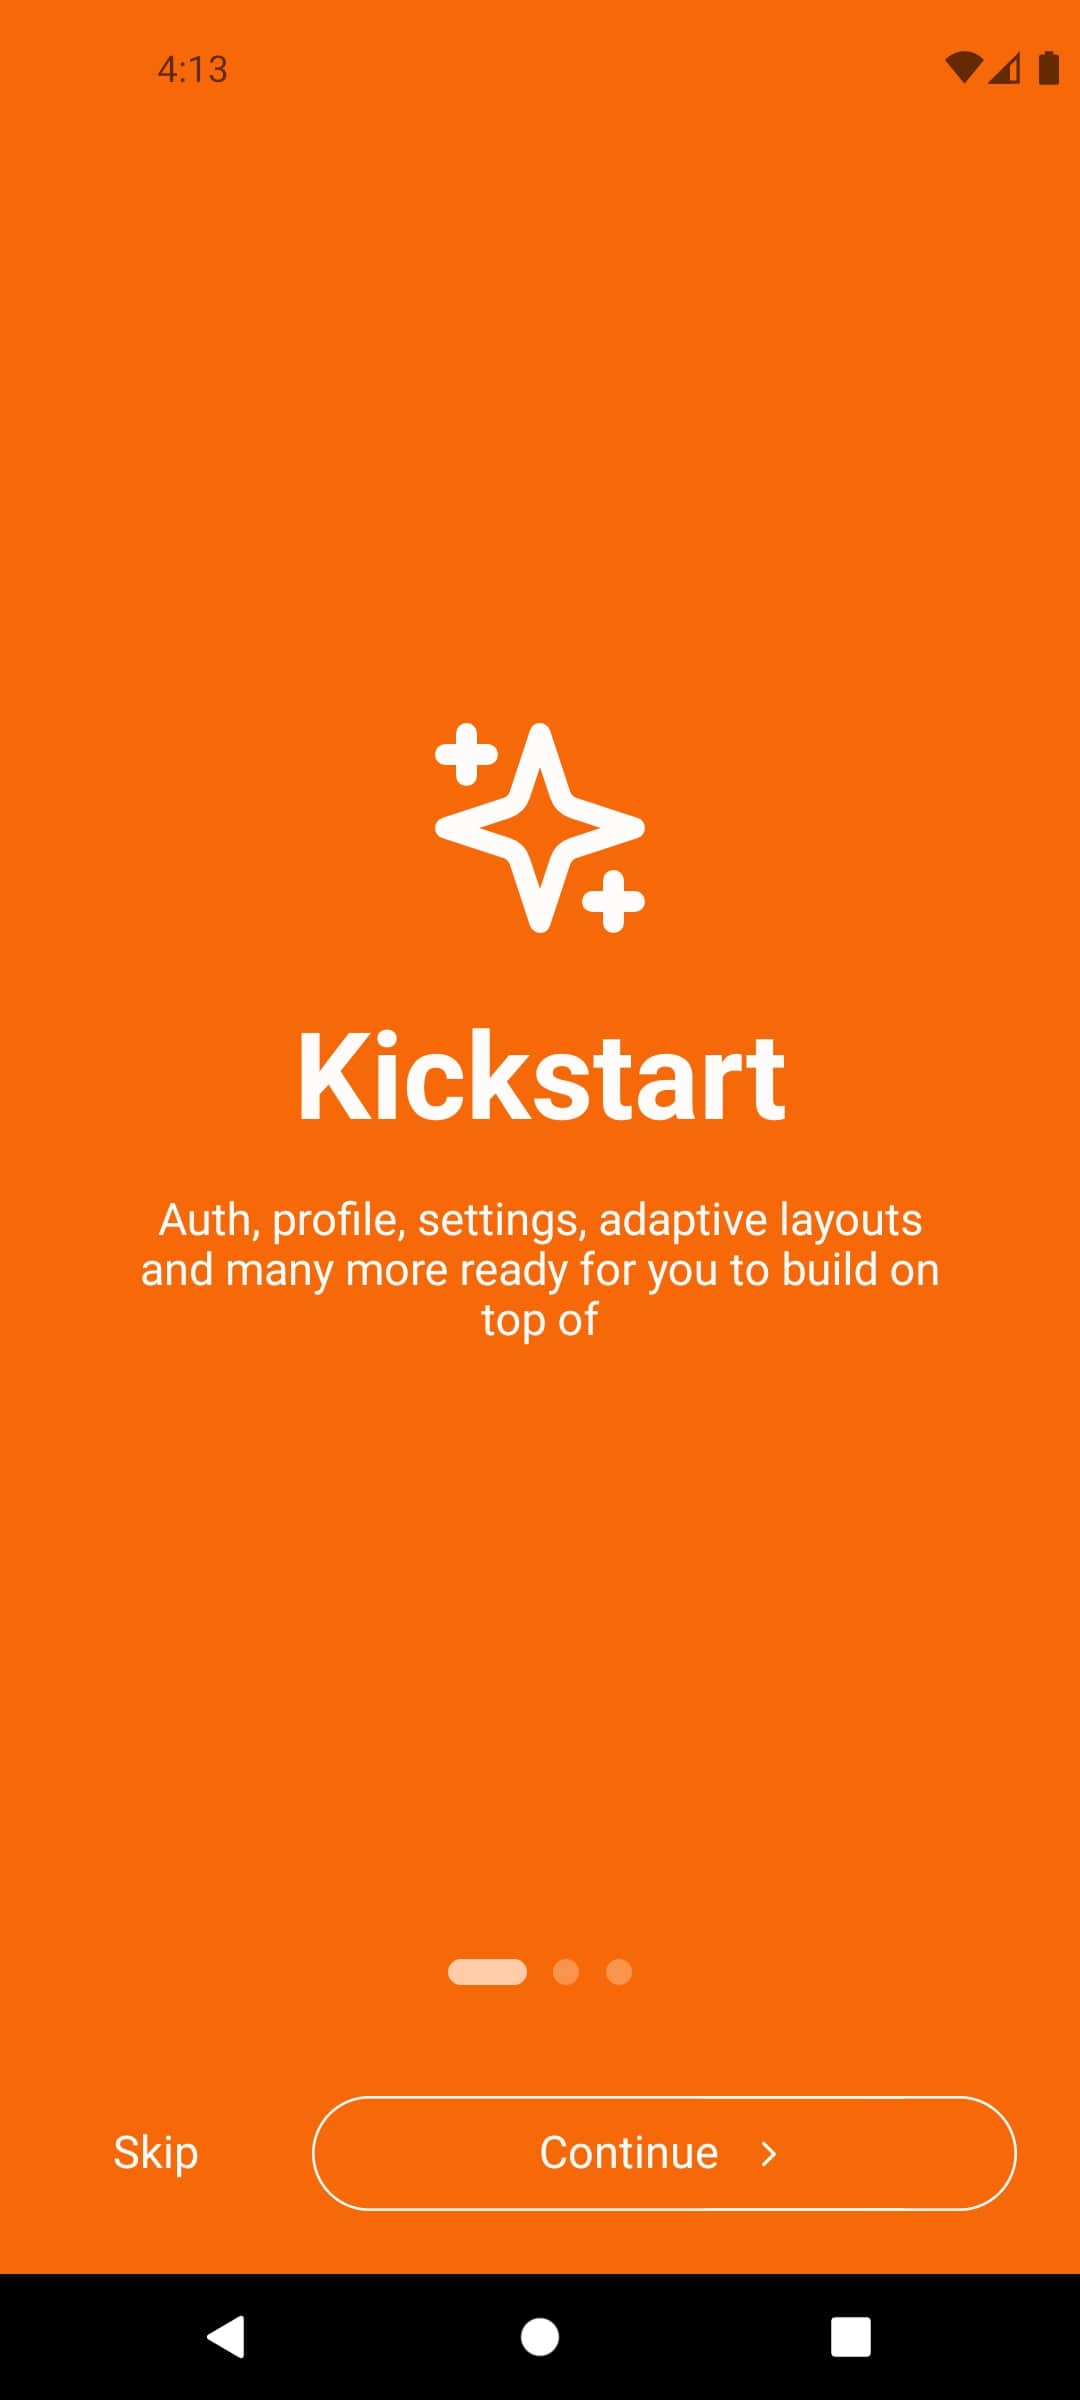 4:13
Kickstart
Auth, profile, settings, adaptive layouts
and many more ready for you to build on
top of
Skip
Continue